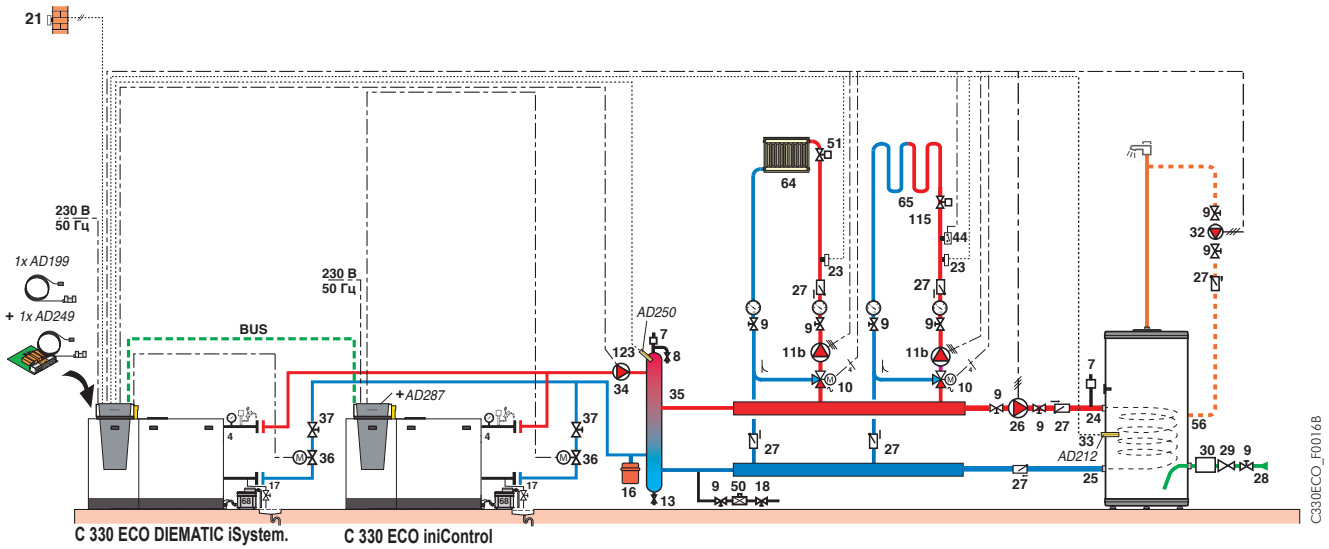 21
230 В
50 Гц
1x AD199
+ 1x AD249
BUS
230 В
50 Гц
+AD287
4
37
36
17
68
4
37
36
17
68
C 330 ECO DIEMATIC iSystem.
C 330 ECO iniControl
AD250
7
8
123
34
35
16
13
64
51
23
27
9
9
11b
M
10
27
65
115
44
23
27
9
9
11b
M
10
27
9
26
9
27
24
7
33
AD212
25
56
9
32
9
27
30
29
9
28
27
9
50
18
M
M
C330ECO_F0016B